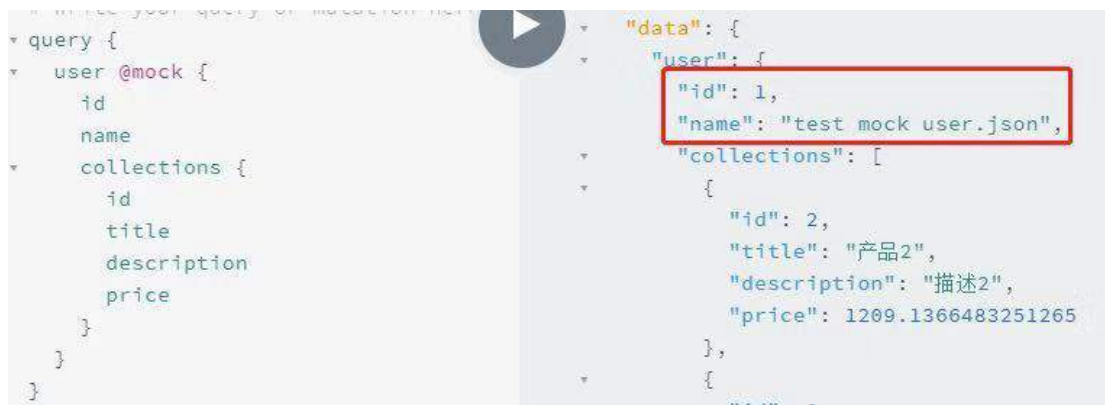 query {
user @mock {
id
name
collections {
id
title
description
price
}
}
}
"data": {
"user": {
"id": 1,
"name": "test mock user.json",
"collections": [
{
"id": 2,
"title": "产品2",
"description": "描述2",
"price": 1209.1366483251265
},
{